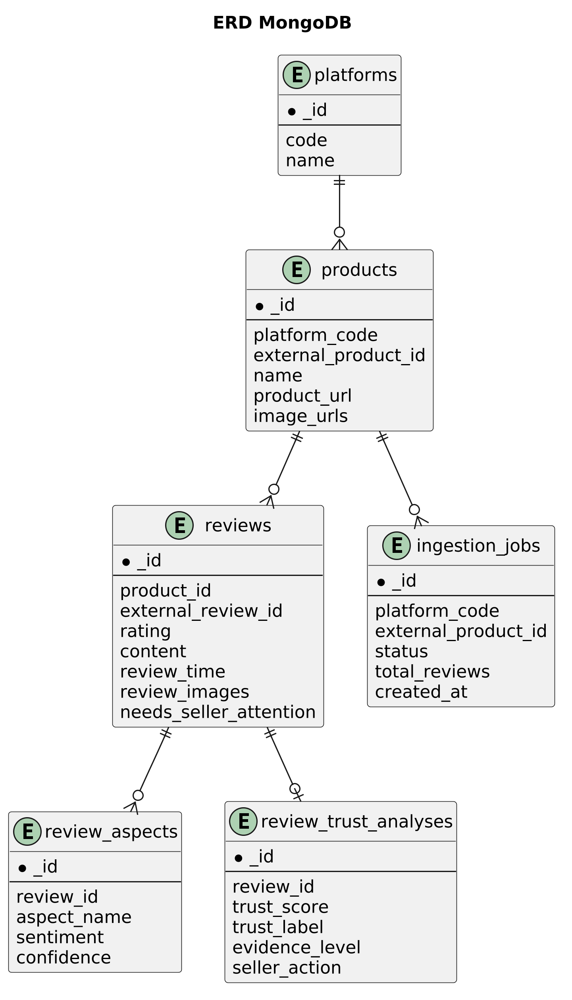 ERD MongoDB
E platforms
_id
code
name
E products
_id
platform_code
external_product_id
name
product_url
image_urls
E reviews
_id
product_id
external_review_id
rating
content
review_time
review_images
needs_seller_attention
E ingestion_jobs
_id
platform_code
external_product_id
status
total_reviews
created_at
E review_aspects
_id
review_id
aspect_name
sentiment
confidence
E review_trust_analyses
_id
review_id
trust_score
trust_label
evidence_level
seller_action